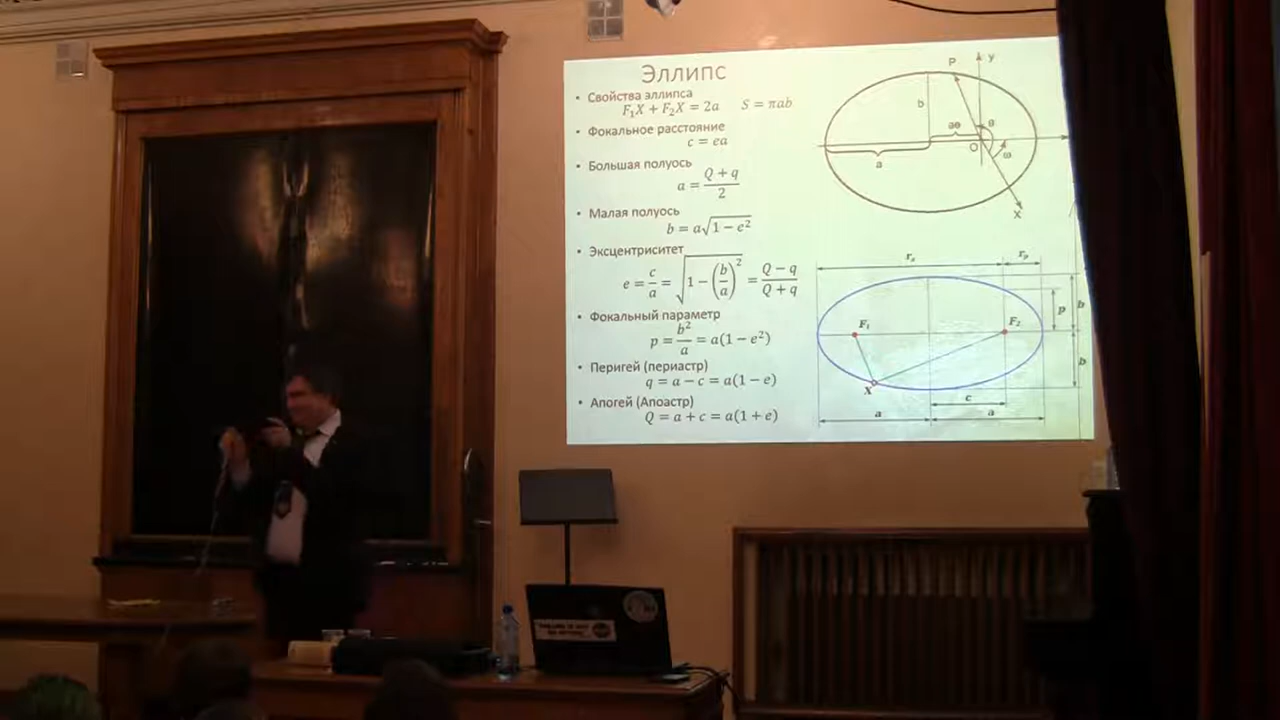 Эллипс
• Свойства эллипса
F₁X + F₂X = 2a S = πab
• Фокальное расстояние
c = ea
• Большая полуось
a = (Q + q)/2
• Малая полуось
b = a√(1 − e²)
• Эксцентриситет
e = c/a = √(1 − (b/a)²) = (Q − q)/(Q + q)
• Фокальный параметр
p = b²/a = a(1 − e²)
• Перигей (периастр)
q = a − c = a(1 − e)
• Апогей (Апоастр)
Q = a + c = a(1 + e)
P y
b
O
a
X
F₁ F₂
p b
b
X
c
a a